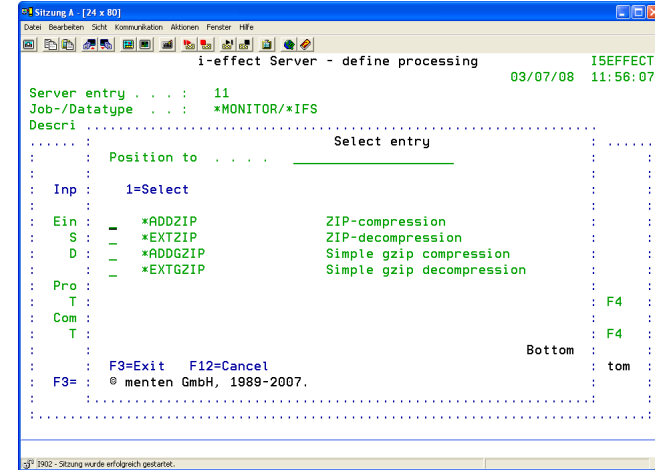 Sitzung A - [24 x 80]
Datei Bearbeiten Sicht Kommunikation Aktionen Fenster Hilfe
i-effect Server - define processing I5EFFECT
03/07/08 11:56:07
Server entry . . . : 11
Job-/Datatype . . : *MONITOR/*IFS
Descri
Select entry
Position to . . . .
Inp : 1=Select
Ein : _ *ADDZIP ZIP-compression
S : _ *EXTZIP ZIP-decompression
D : _ *ADDGZIP Simple gzip compression
_ *EXTGZIP Simple gzip decompression
Pro :
T : : F4
Com :
T : : F4
Bottom
F3=Exit F12=Cancel : tom
F3= : © menten GmbH, 1989-2007.
I902 - Sitzung wurde erfolgreich gestartet.